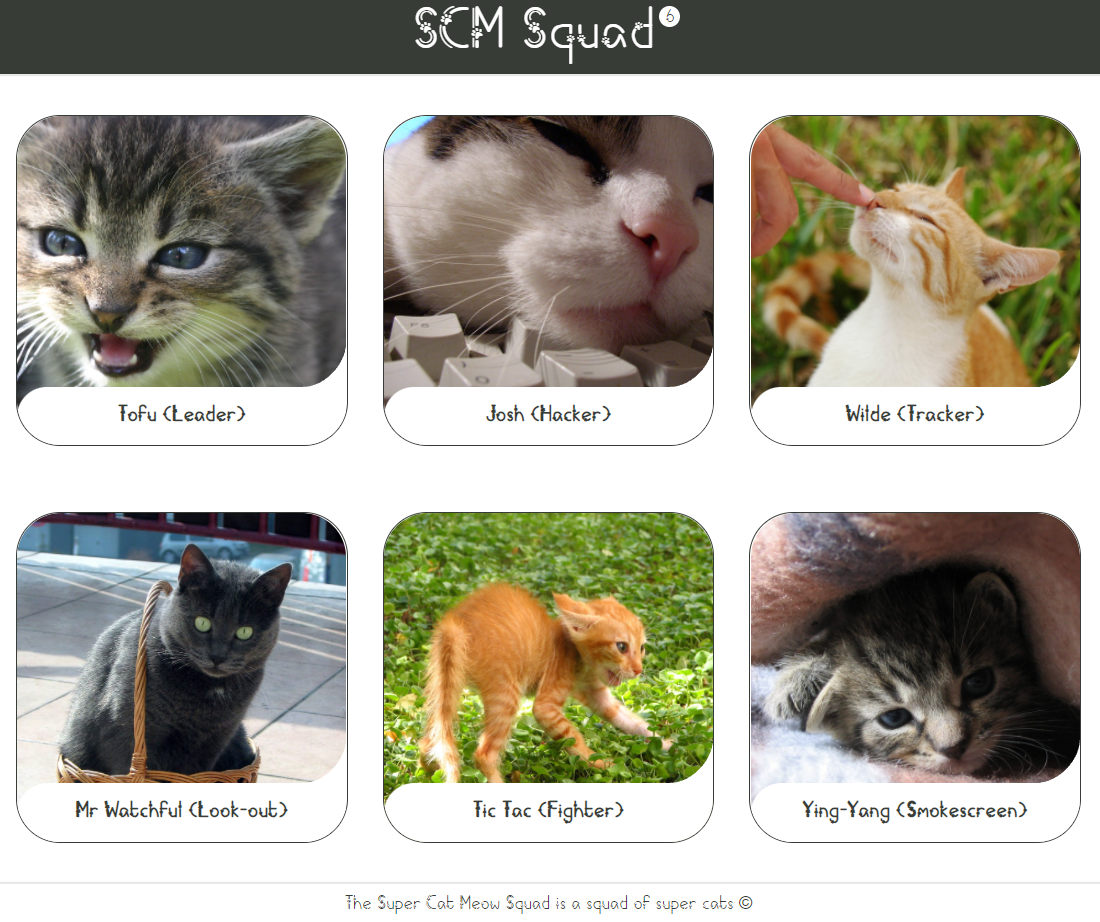 SCM Squad 6
Tofu (Leader)
Josh (Hacker)
Wilde (Tracker)
Mr Watchful (Look-out)
Tic Tac (Fighter)
Ying-Yang (Smokescreen)
The Super Cat Meow Squad is a squad of super cats ©